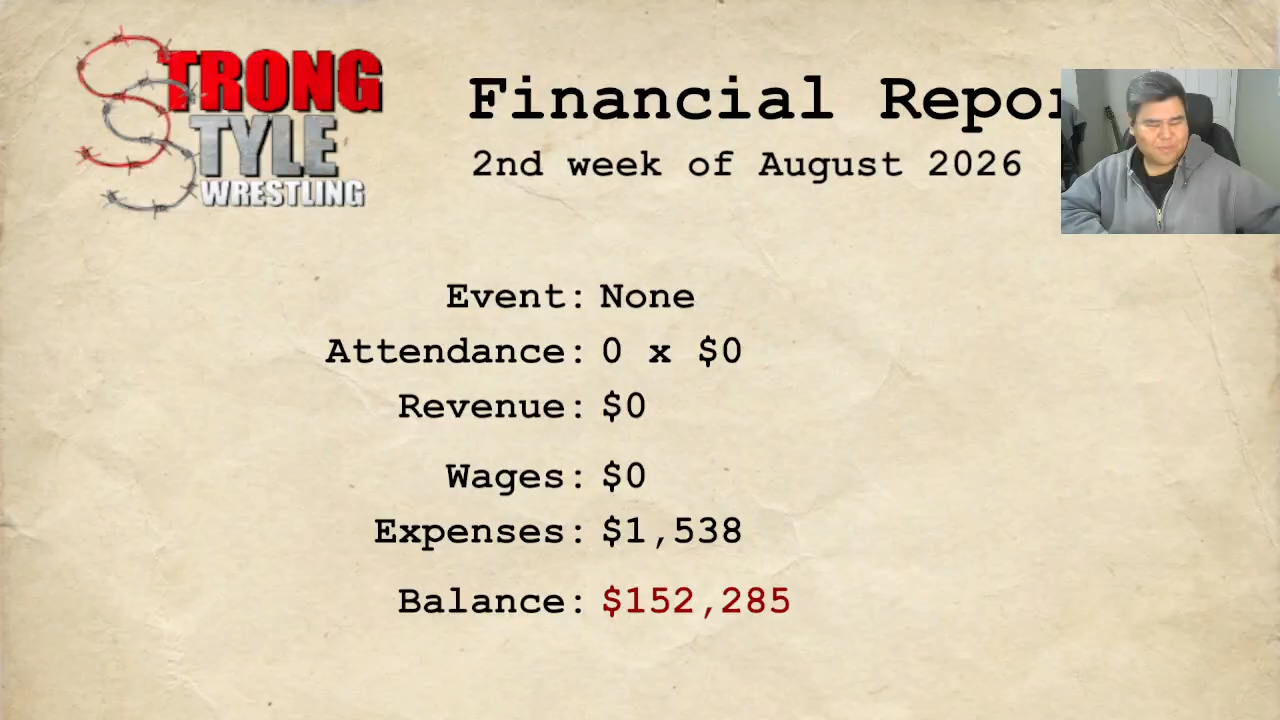 STRONG
STYLE
WRESTLING
Financial Repor
2nd week of August 2026
Event: None
Attendance: 0 x $0
Revenue: $0
Wages: $0
Expenses: $1,538
Balance: $152,285